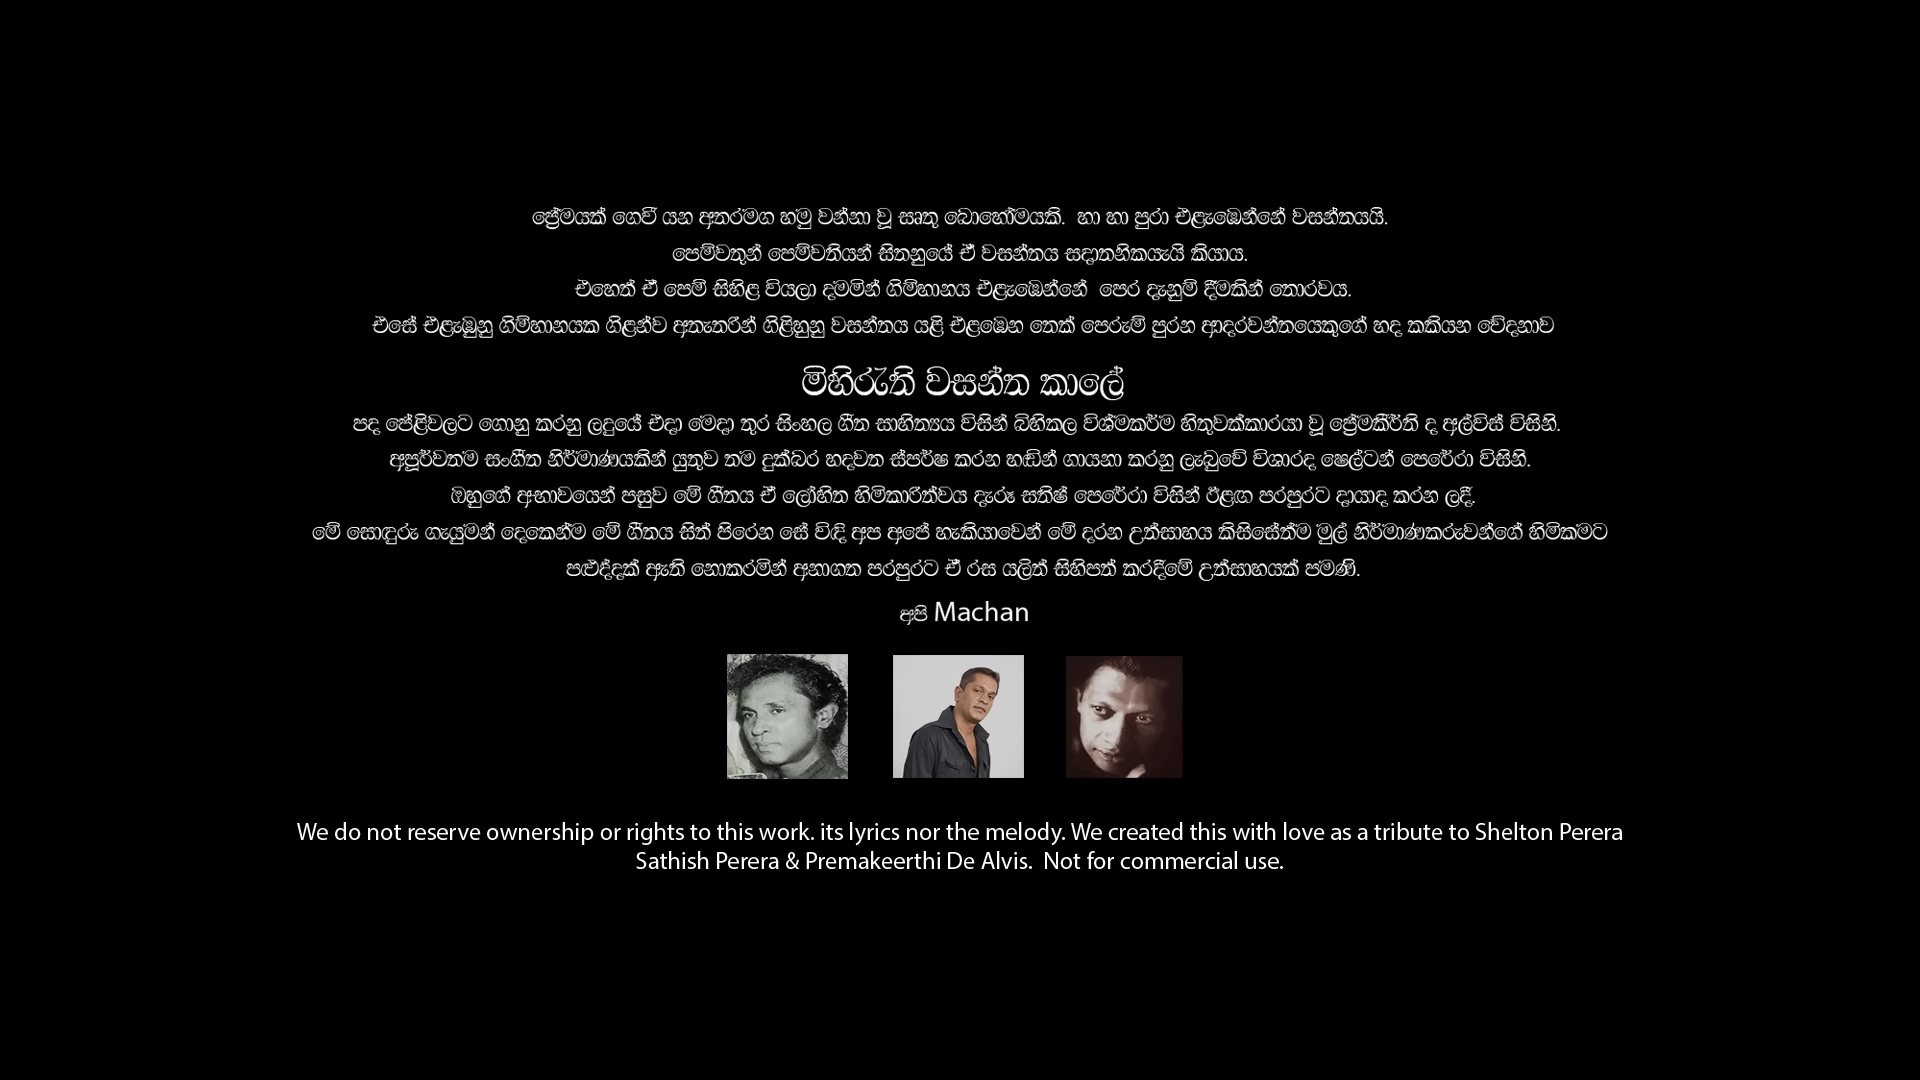 ප්‍රේමයක් ගෙවී යන අතරමග හමු වන්නා වූ සෘතු බොහෝමයකි.  හා හා පුරා එළැඹෙන්නේ වසන්තයයි.
පෙම්වතුන් පෙම්වතියන් සිතනුයේ ඒ වසන්තය සදාතනිකයැයි කියාය.
එහෙත් ඒ පෙම් සිහිළ වියලා දමමින් ගිම්හානය එළැඹෙන්නේ  පෙර දැනුම් දීමකින් තොරවය.
එසේ එළැඹුනු ගිම්හානයක ගිළන්ව අතැතරින් ගිළිහුනු වසන්තය යළි එළඹෙන තෙක් පෙරුම් පුරන ආදරවන්තයෙකුගේ හද කකියන වේදනාව
මිහිරැති වසන්ත කාලේ
පද පේළිවලට ගොනු කරනු ලදුයේ එදා මෙදා තුර සිංහල ගීත සාහිත්‍යය විසින් බිහිකල විශ්මකර්ම හිතුවක්කාරයා වූ ප්‍රේමකීර්ති ද අල්විස් විසිනි.
අපූර්වතම සංගීත නිර්මාණයකින් යුතුව තම දුක්බර හදවත ස්පර්ෂ කරන හඬින් ගායනා කරනු ලැබුවේ විශාරද ෂෙල්ටන් පෙරේරා විසිනි.
ඔහුගේ අභාවයෙන් පසුව මේ ගීතය ඒ ලෝහිත හිමිකාරිත්වය දැරූ සතිෂ් පෙරේරා විසින් ඊළඟ පරපුරට දායාද කරන ලදී.
මේ සොඳුරු ගැයුමන් දෙකෙන්ම මේ ගීතය සිත් පිරෙන සේ විඳි අප අපේ හැකියාවෙන් මේ දරන උත්සාහය කිසිසේත්ම මුල් නිර්මාණකරුවන්ගේ හිමිකමට
පළුද්දක් ඇති නොකරමින් අනාගත පරපුරට ඒ රස යලිත් සිහිපත් කරදීමේ උත්සාහයක් පමණි.
අපි Machan
We do not reserve ownership or rights to this work. its lyrics nor the melody. We created this with love as a tribute to Shelton Perera
Sathish Perera & Premakeerthi De Alvis.  Not for commercial use.